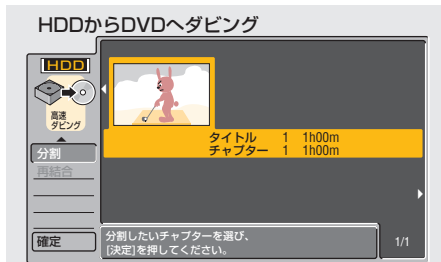 HDDからDVDへダビング
HDD
高速
ダビング
分割
再結合
確定
タイトル 1 1h00m
チャプター 1 1h00m
分割したいチャプターを選び、
[決定]を押してください。
1/1